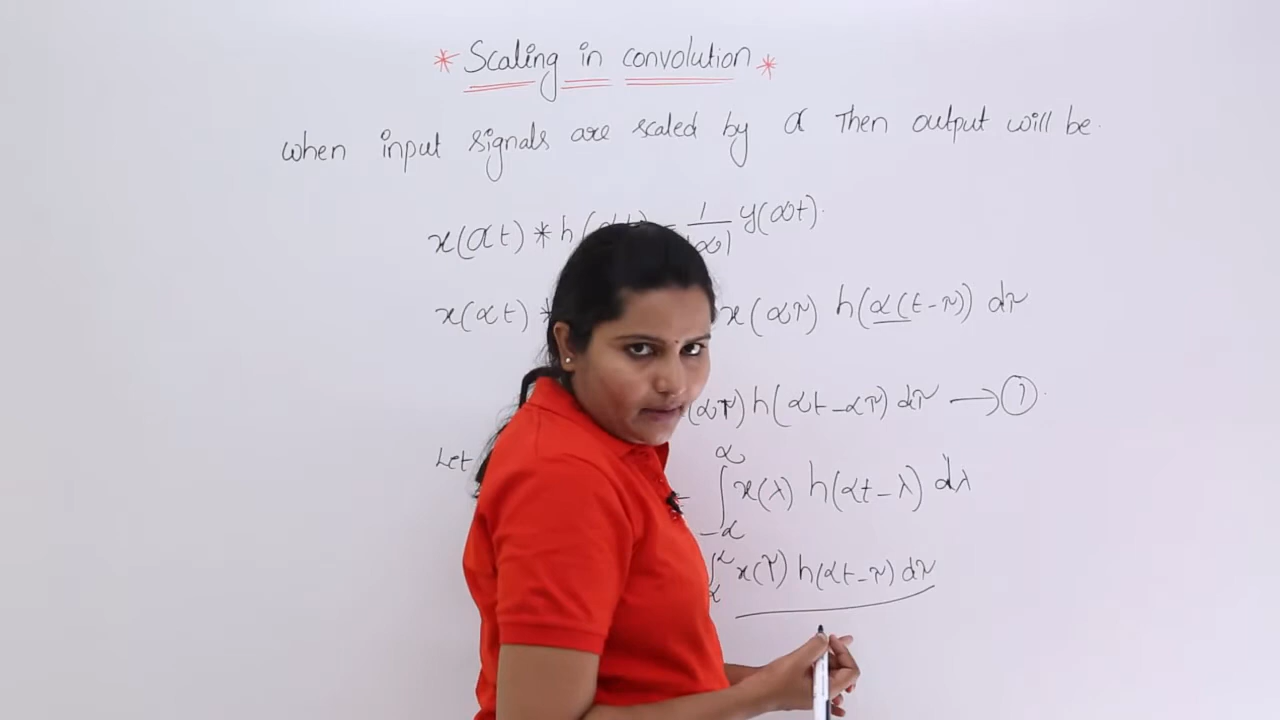 * Scaling in convolution *
when input signals are scaled by α Then output will be.
x(αt) * h(αt) = 1/|α| y(αt).
x(αt) * x(ατ) h(α(t-τ)) dτ
(ατ) h(αt-ατ) dτ → ①.
Let ∫ -α α x(λ) h(αt-λ) dλ
∫ α α x(τ) h(αt-τ) dτ